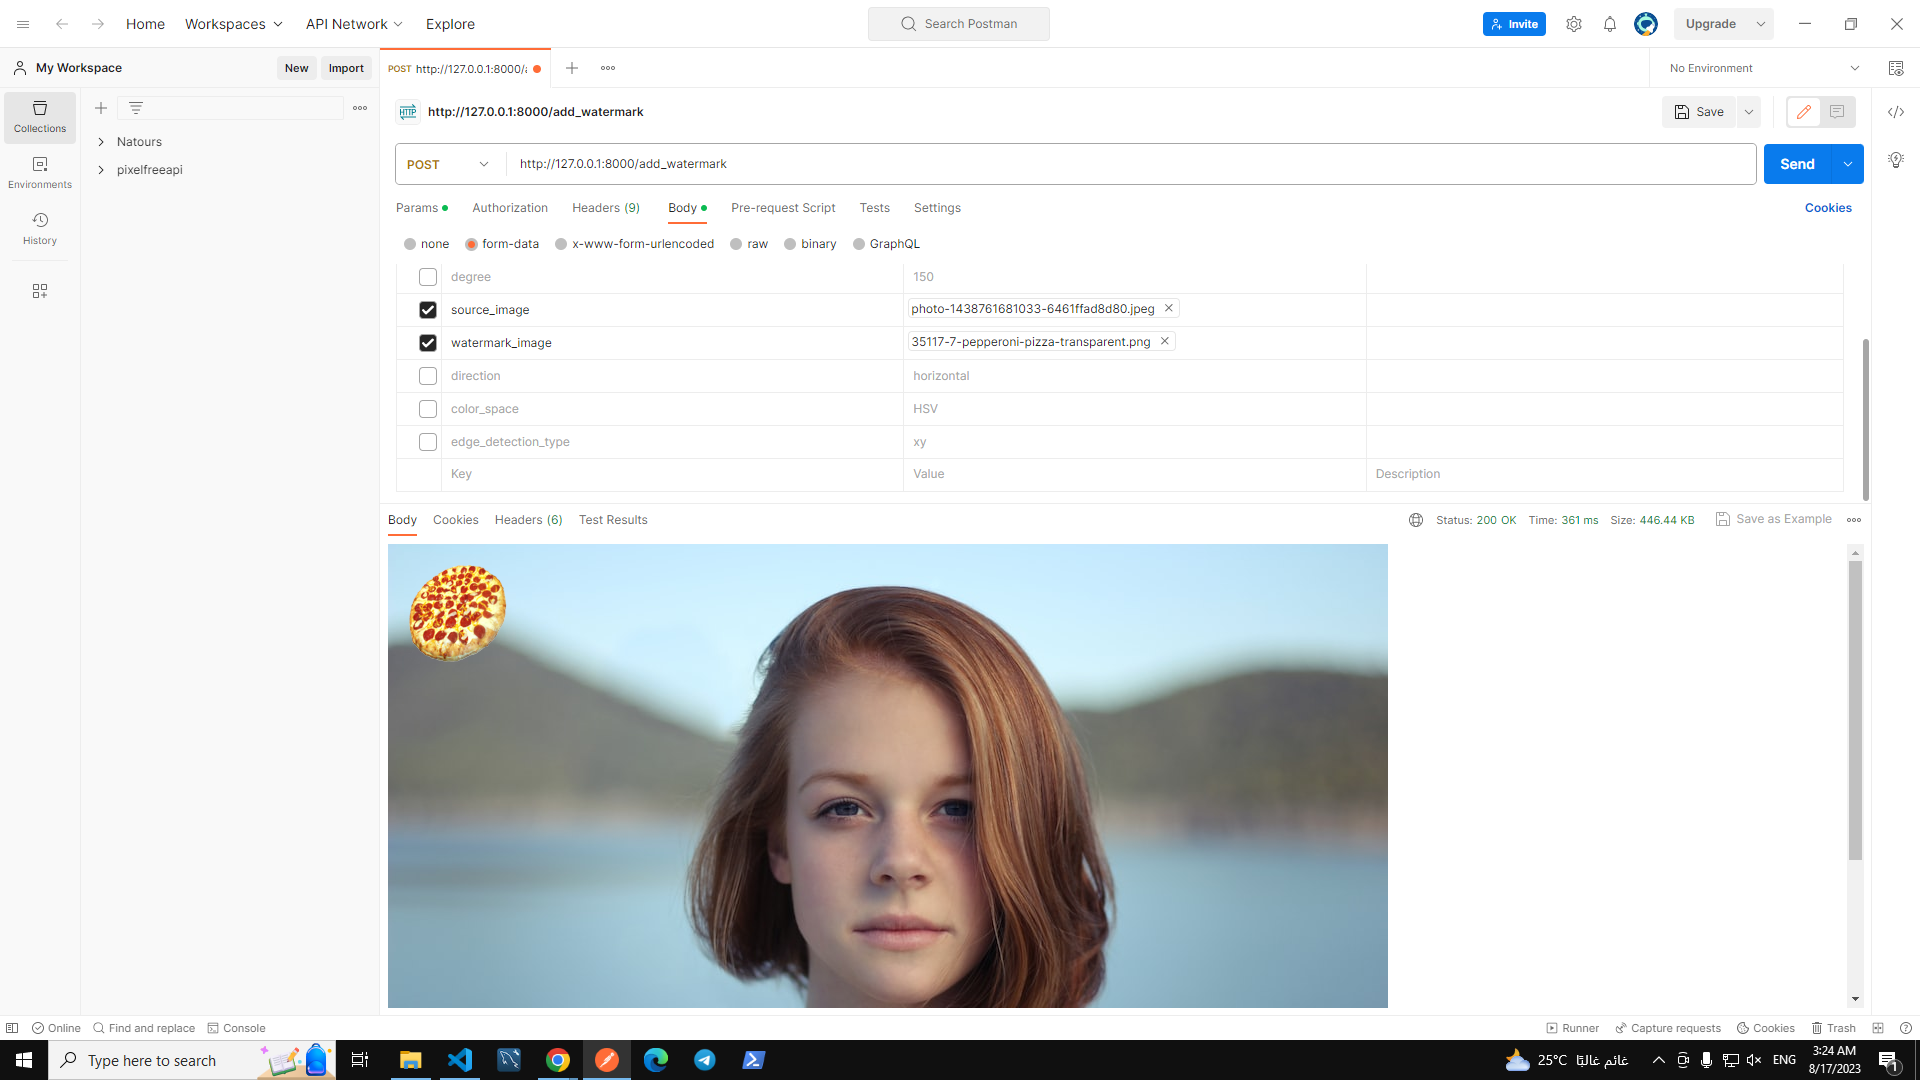 Home Workspaces API Network Explore Search Postman Invite Upgrade
My Workspace New Import POST http://127.0.0.1:8000/a No Environment
Collections
Environments
History
Natours
pixelfreeapi
HTTP http://127.0.0.1:8000/add_watermark Save
POST http://127.0.0.1:8000/add_watermark Send
Params Authorization Headers (9) Body Pre-request Script Tests Settings Cookies
none form-data x-www-form-urlencoded raw binary GraphQL
degree 150
source_image photo-1438761681033-6461ffad8d80.jpeg
watermark_image 35117-7-pepperoni-pizza-transparent.png
direction horizontal
color_space HSV
edge_detection_type xy
Key Value Description
Body Cookies Headers (6) Test Results Status: 200 OK Time: 361 ms Size: 446.44 KB Save as Example
Online Find and replace Console Runner Capture requests Cookies Trash
Type here to search 25°C غائم غالبًا ENG 3:24 AM
8/17/2023 1